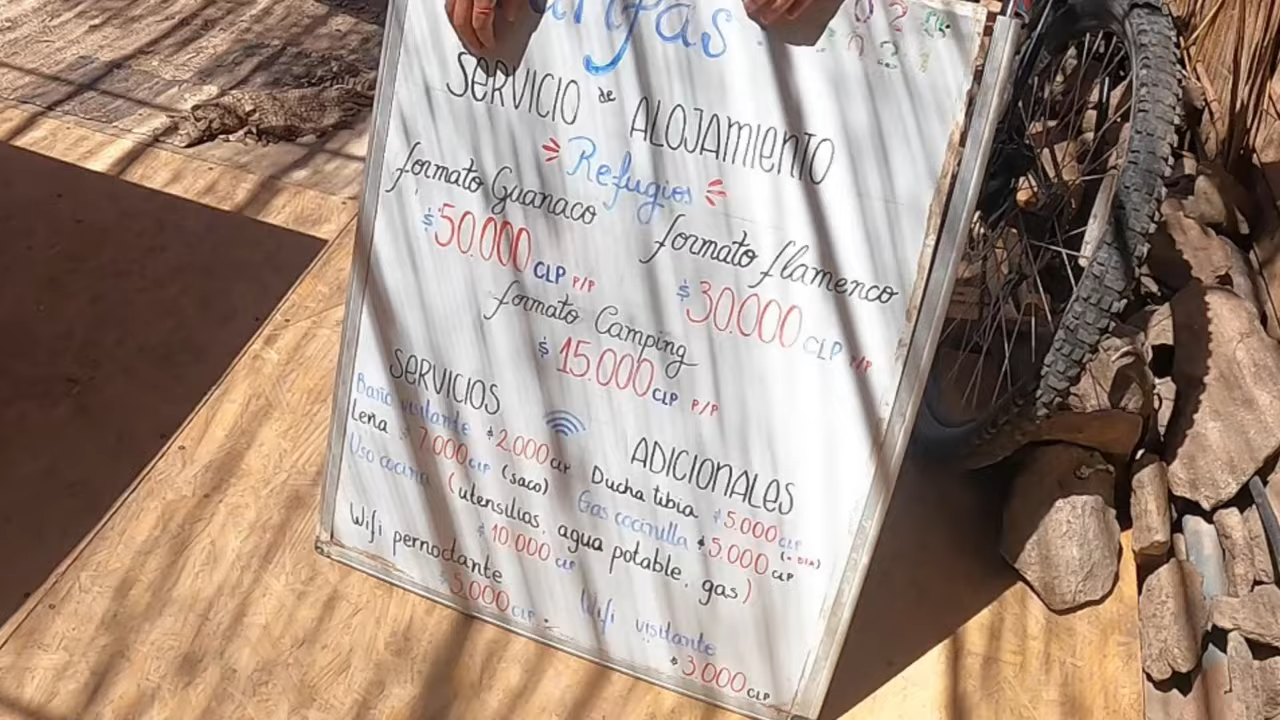 SERVICIO de ALOJAMIENTO
Refugios
formato Guanaco
$50.000 CLP P/P
formato flamenco
$30.000 CLP P/P
formato Camping
$15.000 CLP P/P
SERVICIOS
ADICIONALES
Baño visitante $2.000 CLP
Leña $7.000 CLP (saco)
Ducha tibia $5.000 CLP
Gas cocinilla $5.000 CLP
Uso cocina (utensilios, agua potable, gas)
$10.000 CLP
Wifi pernoctante
$5.000 CLP
Wifi visitante
$3.000 CLP